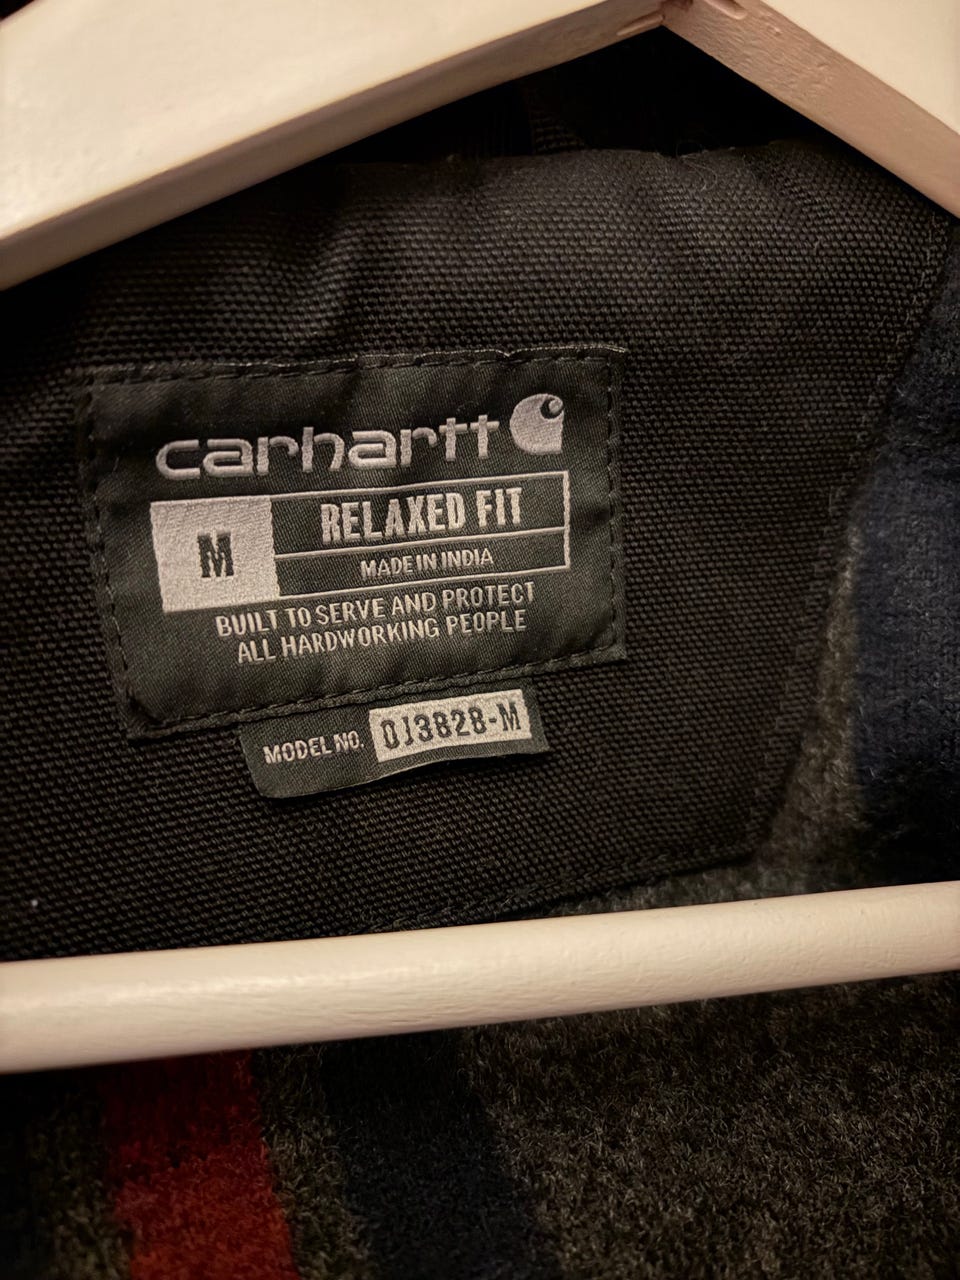 carhartt
M
RELAXED FIT
MADE IN INDIA
BUILT TO SERVE AND PROTECT
ALL HARDWORKING PEOPLE
MODEL NO. OJ3828-M